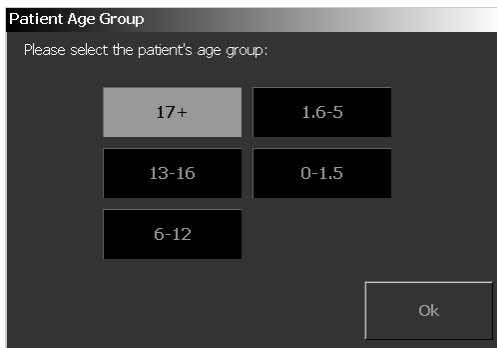 Patient Age Group
Please select the patient's age group:
17+
1.6-5
13-16
0-1.5
6-12
Ok